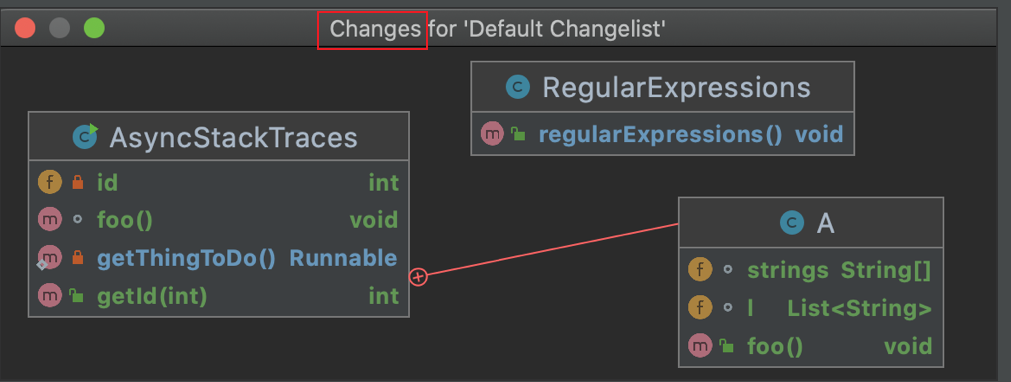 Changes for 'Default Changelist'
C RegularExpressions
m regularExpressions() void
C AsyncStackTraces
f id int
m foo() void
m getThingToDo() Runnable
m getId(int) int
C A
f strings String[]
f l List<String>
m foo() void